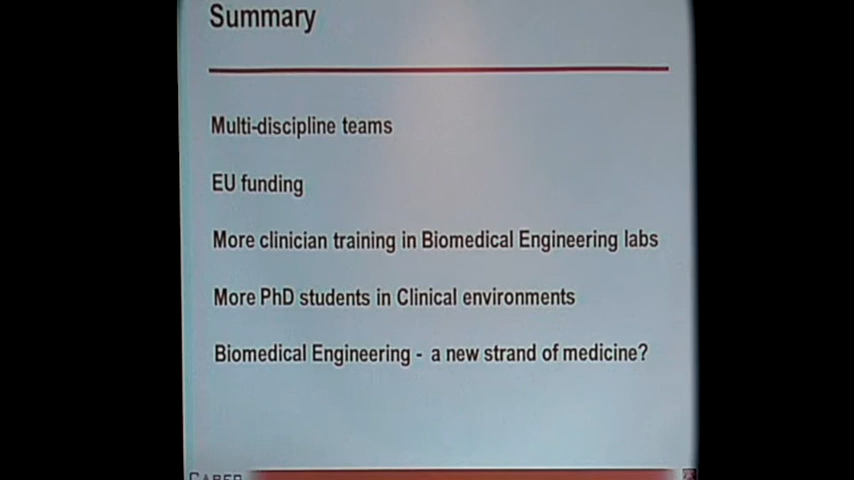 Summary
Multi-discipline teams
EU funding
More clinician training in Biomedical Engineering labs
More PhD students in Clinical environments
Biomedical Engineering - a new strand of medicine?